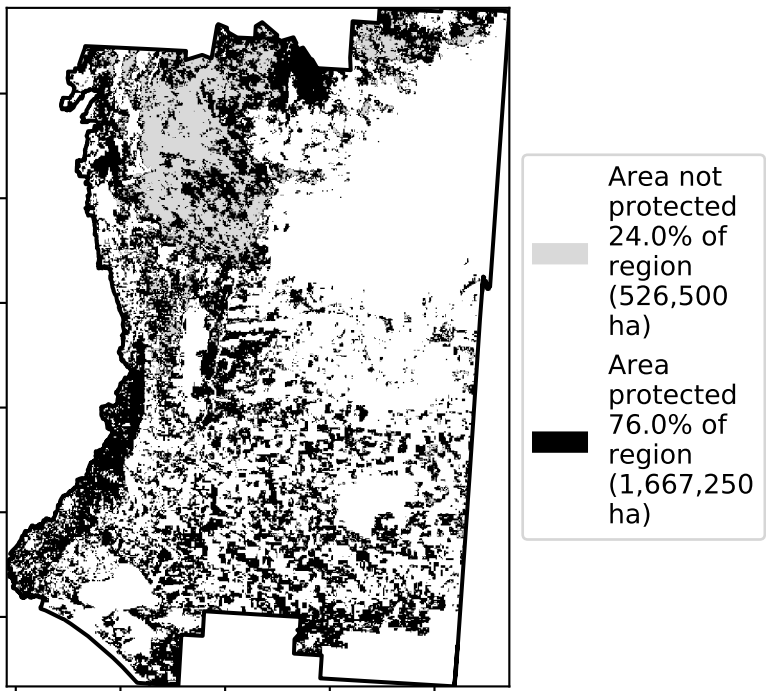 Area not
protected
24.0% of
region
(526,500
ha)
Area
protected
76.0% of
region
(1,667,250
ha)